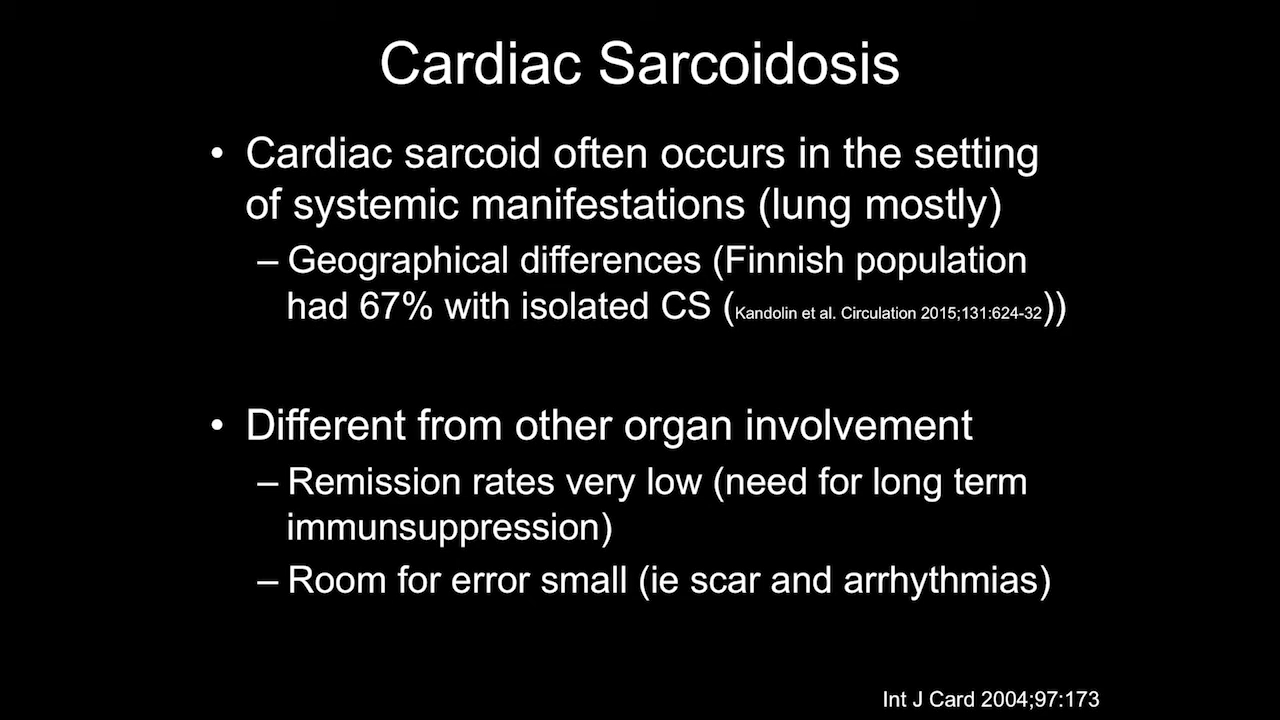 Cardiac Sarcoidosis
• Cardiac sarcoid often occurs in the setting
of systemic manifestations (lung mostly)
– Geographical differences (Finnish population
had 67% with isolated CS (Kandolin et al. Circulation 2015;131:624-32))
• Different from other organ involvement
– Remission rates very low (need for long term
immunsuppression)
– Room for error small (ie scar and arrhythmias)
Int J Card 2004;97:173